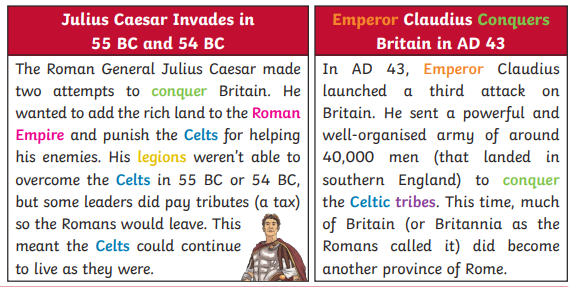 Julius Caesar Invades in
55 BC and 54 BC
The Roman General Julius Caesar made
two attempts to conquer Britain. He
wanted to add the rich land to the Roman
Empire and punish the Celts for helping
his enemies. His legions weren't able to
overcome the Celts in 55 BC or 54 BC,
but some leaders did pay tributes (a tax)
so the Romans would leave. This
meant the Celts could continue
to live as they were.
Emperor Claudius Conquers
Britain in AD 43
In AD 43, Emperor Claudius
launched a third attack on
Britain. He sent a powerful and
well-organised army of around
40,000 men (that landed in
southern England) to conquer
the Celtic tribes. This time, much
of Britain (or Britannia as the
Romans called it) did become
another province of Rome.